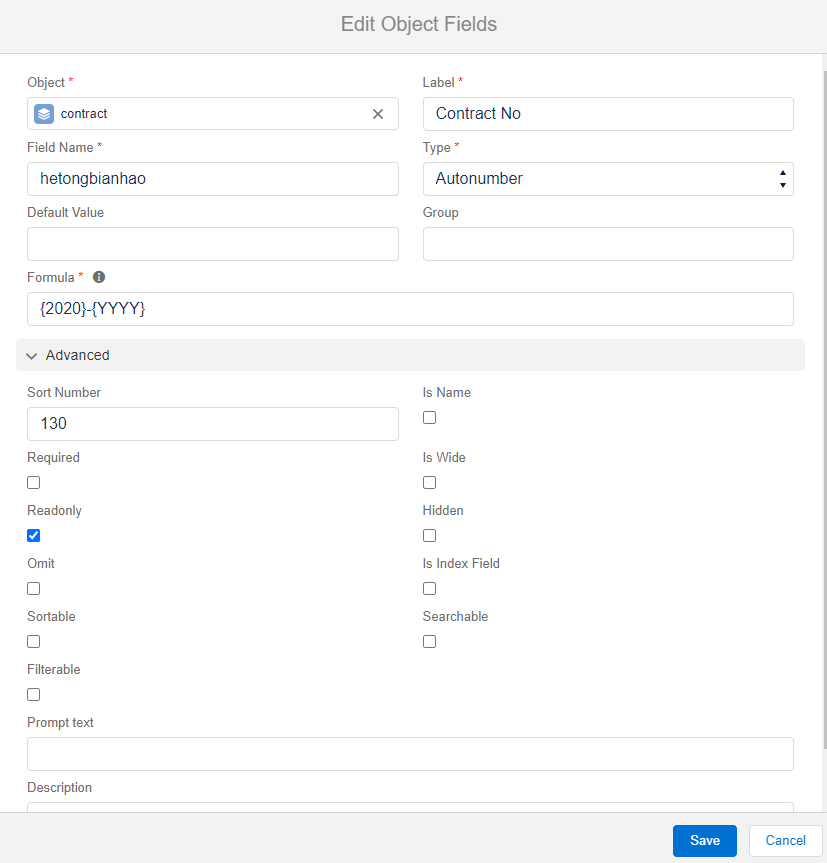 Edit Object Fields
Object *
Label *
contract
Contract No
Field Name *
Type *
hetongbianhao
Autonumber
Default Value
Group
Formula *
{2020}-{YYYY}
Advanced
Sort Number
Is Name
130
Required
Is Wide
Readonly
Hidden
Omit
Is Index Field
Sortable
Searchable
Filterable
Prompt text
Description
Save
Cancel